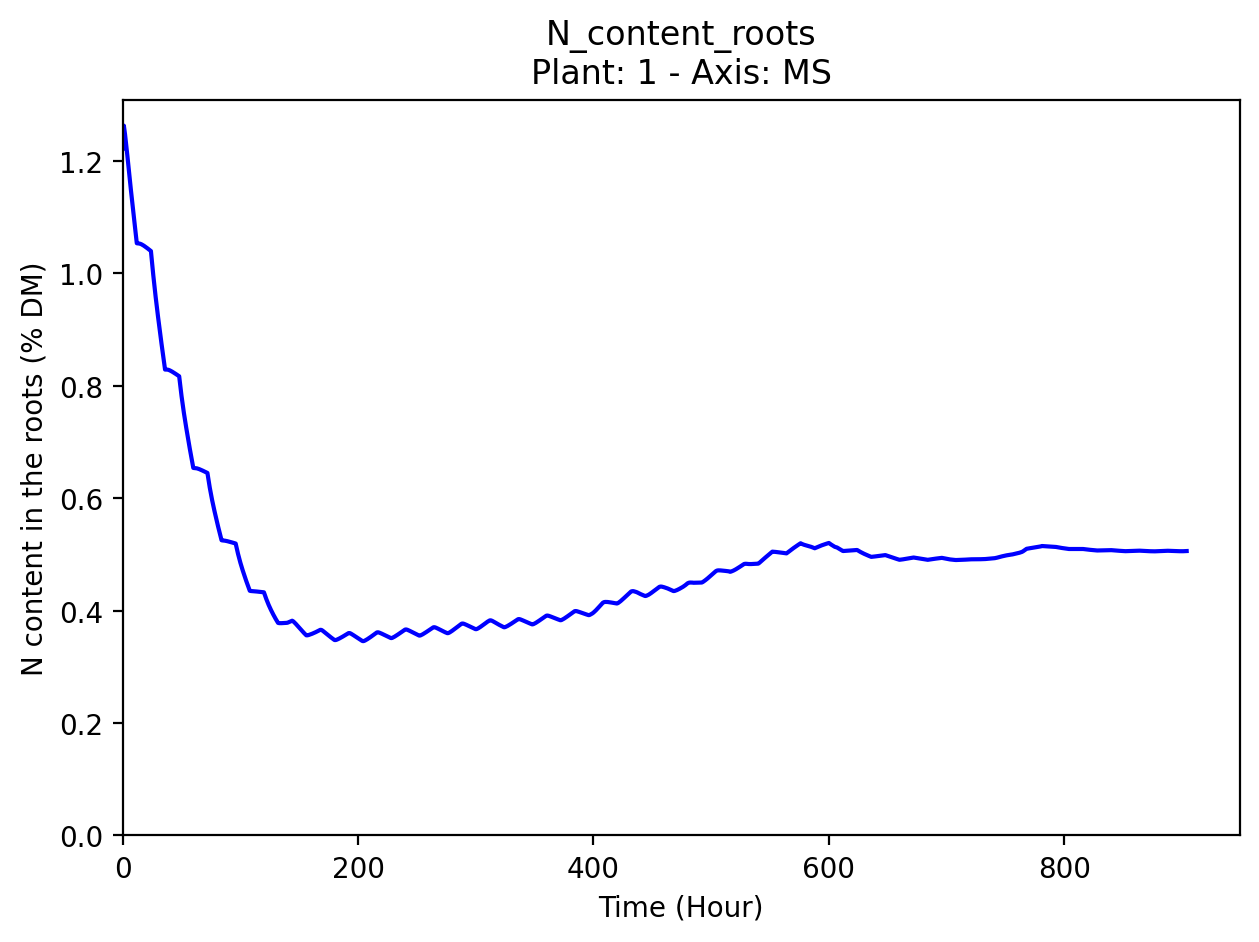 N_content_roots
Plant: 1 - Axis: MS
N content in the roots (% DM)
1.2
1.0
0.8
0.6
0.4
0.2
0.0
0 200 400 600 800
Time (Hour)